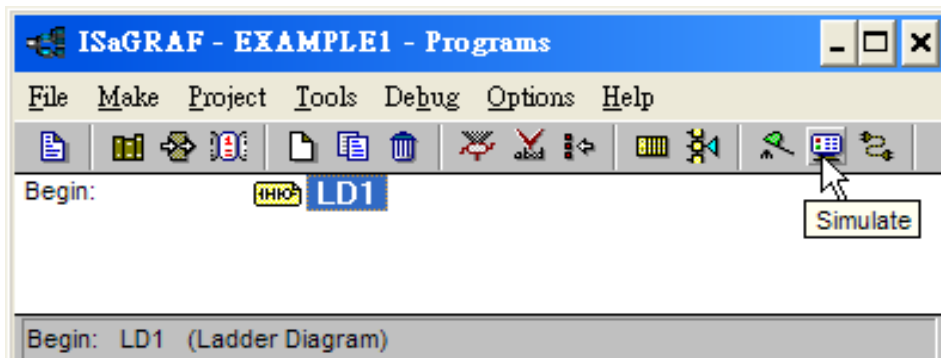 ISaGRAF - EXAMPLE1 - Programs
File Make Project Tools Debug Options Help
Begin: LD1
Simulate
Begin: LD1 (Ladder Diagram)